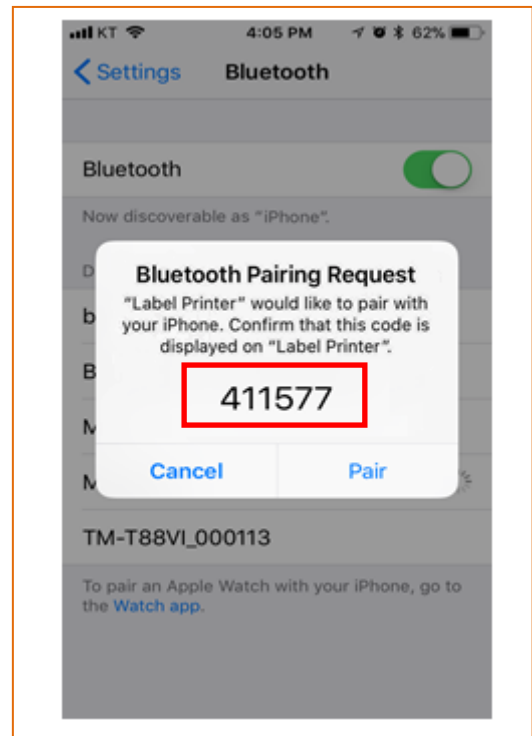 KT 4:05 PM 62%
Settings Bluetooth
Bluetooth
Now discoverable as “iPhone”.
D
Bluetooth Pairing Request
“Label Printer” would like to pair with
your iPhone. Confirm that this code is
displayed on “Label Printer”.
b
B
411577
M
Cancel Pair
M
TM-T88VI_000113
To pair an Apple Watch with your iPhone, go to
the Watch app.